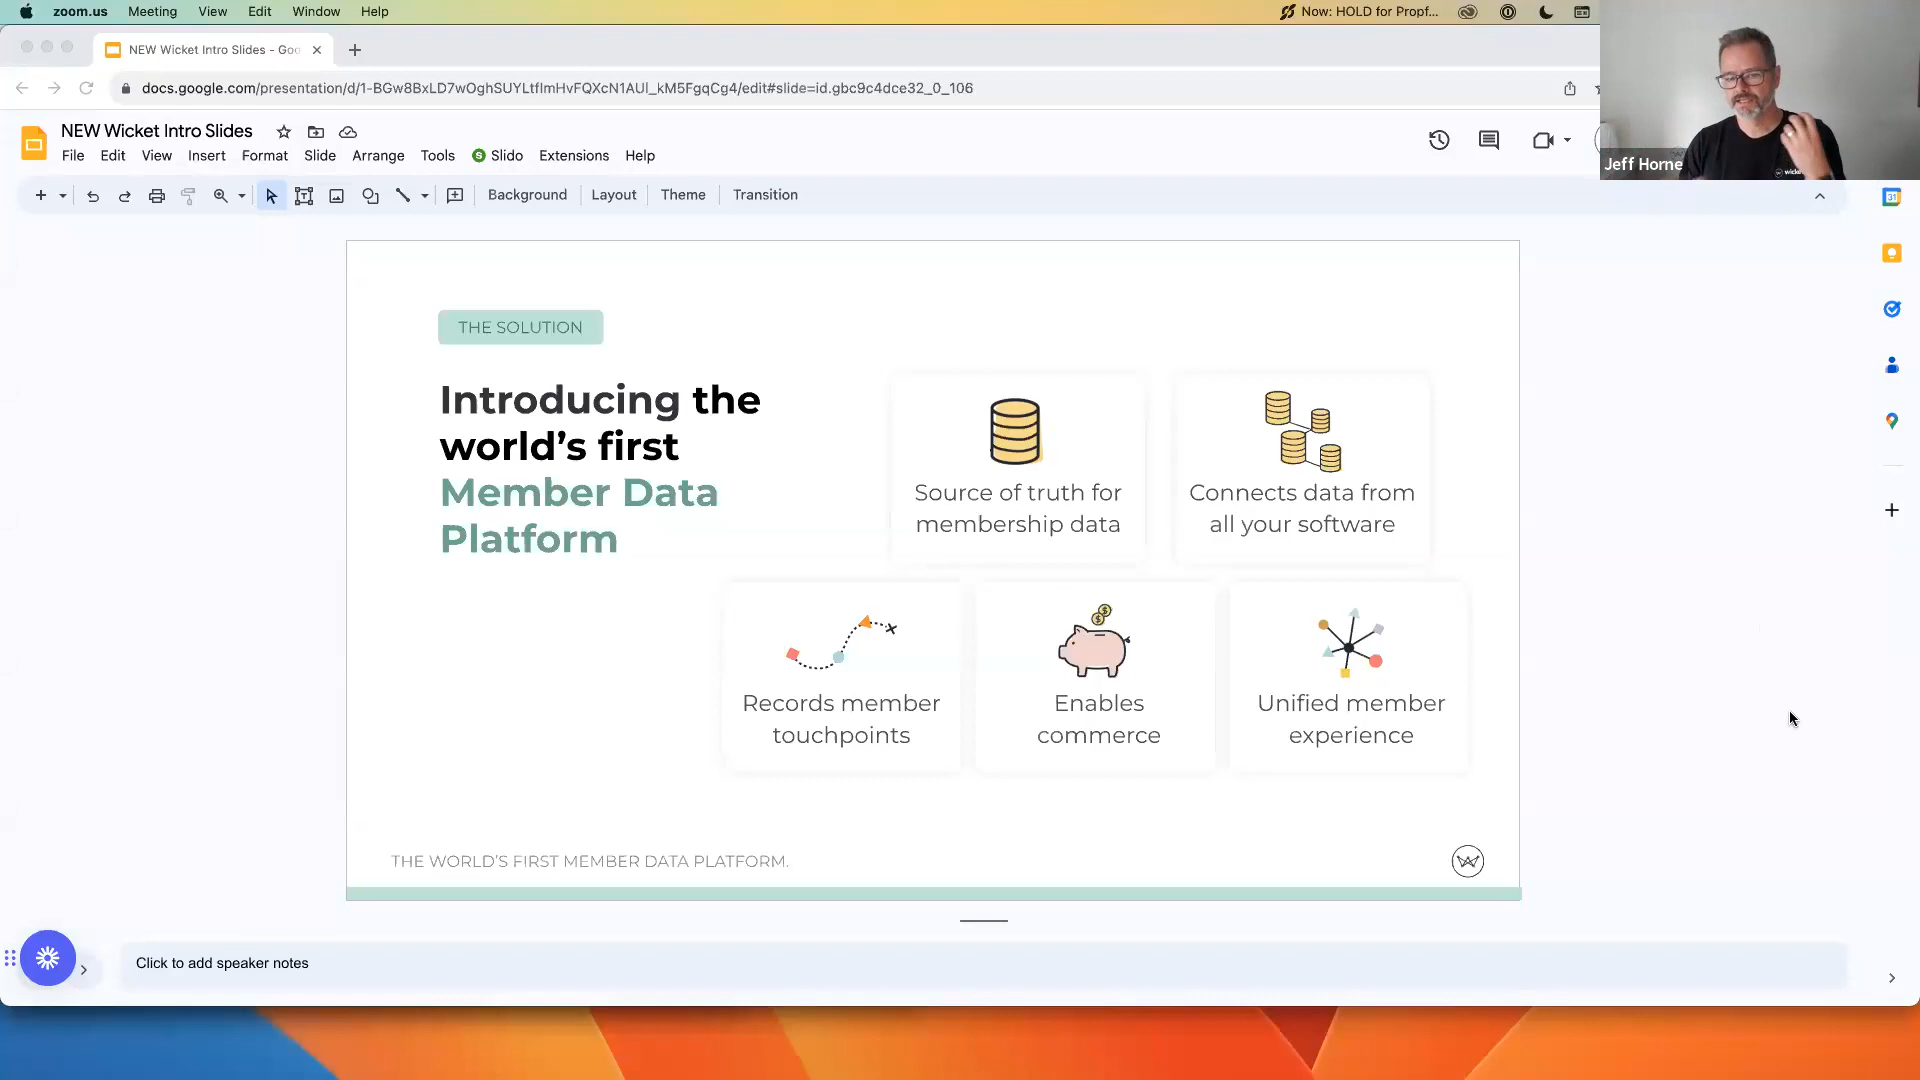 zoom.us Meeting View Edit Window Help
Now: HOLD for Propf...
NEW Wicket Intro Slides - Goo
docs.google.com/presentation/d/1-BGw8BxLD7wOghSUYLtfImHvFQXcN1AUl_kM5FgqCg4/edit#slide=id.gbc9c4dce32_0_106
NEW Wicket Intro Slides
File Edit View Insert Format Slide Arrange Tools Slido Extensions Help
Background Layout Theme Transition
Jeff Horne
THE SOLUTION
Introducing the
world's first
Member Data
Platform
Source of truth for
membership data
Connects data from
all your software
Records member
touchpoints
Enables
commerce
Unified member
experience
THE WORLD'S FIRST MEMBER DATA PLATFORM.
Click to add speaker notes